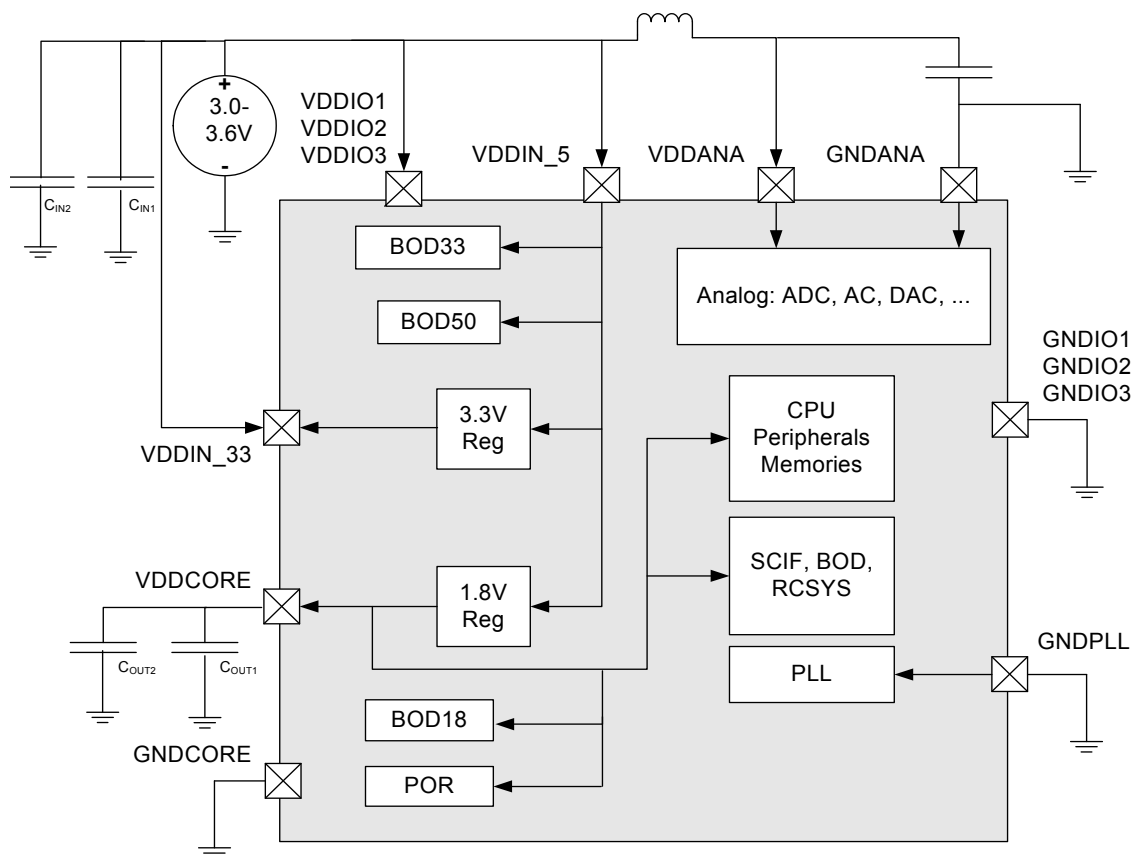 +
3.0-
3.6V
-
VDDIO1
VDDIO2
VDDIO3
VDDIN_5
VDDANA
GNDANA
CIN2
CIN1
BOD33
BOD50
Analog: ADC, AC, DAC, ...
GNDIO1
GNDIO2
GNDIO3
3.3V
Reg
CPU
Peripherals
Memories
VDDIN_33
VDDCORE
1.8V
Reg
SCIF, BOD,
RCSYS
COUT2
COUT1
GNDPLL
PLL
BOD18
GNDCORE
POR